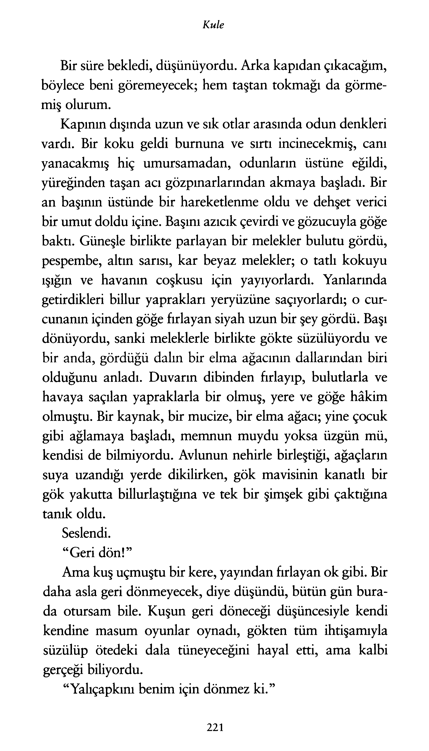 Kule
Bir süre bekledi, düşünüyordu. Arka kapıdan çıkacağım,
böylece beni göremeyecek; hem taştan tokmağı da görme-
miş olurum.
Kapının dışında uzun ve sık otlar arasında odun denkleri
vardı. Bir koku geldi burnuna ve sırtı incinecekmiş, canı
yanacakmış hiç umursamadan, odunların üstüne eğildi,
yüreğinden taşan acı gözpınarlarından akmaya başladı. Bir
an başının üstünde bir hareketlenme oldu ve dehşet verici
bir umut doldu içine. Başını azıcık çevirdi ve gözucuyla göğe
baktı. Güneşle birlikte parlayan bir melekler bulutu gördü,
pespembe, altın sarısı, kar beyaz melekler; o tatlı kokuyu
ışığın ve havanın coşkusu için yayıyorlardı. Yanlarında
getirdikleri billur yaprakları yeryüzüne saçıyorlardı; o cur-
cunanın içinden göğe fırlayan siyah uzun bir şey gördü. Başı
dönüyordu, sanki meleklerle birlikte gökte süzülüyordu ve
bir anda, gördüğü dalın bir elma ağacının dallarından biri
olduğunu anladı. Duvarın dibinden fırlayıp, bulutlarla ve
havaya saçılan yapraklarla bir olmuş, yere ve göğe hâkim
olmuştu. Bir kaynak, bir mucize, bir elma ağacı; yine çocuk
gibi ağlamaya başladı, memnun muydu yoksa üzgün mü,
kendisi de bilmiyordu. Avlunun nehirle birleştiği, ağaçların
suya uzandığı yerde dikilirken, gök mavisinin kanatlı bir
gök yakutta billurlaştığına ve tek bir şimşek gibi çaktığına
tanık oldu.
Seslendi.
“Geri dön!”
Ama kuş uçmuştu bir kere, yayından fırlayan ok gibi. Bir
daha asla geri dönmeyecek, diye düşündü, bütün gün bura-
da otursam bile. Kuşun geri döneceği düşüncesiyle kendi
kendine masum oyunlar oynadı, gökten tüm ihtişamıyla
süzülüp ötedeki dala tüneyeceğini hayal etti, ama kalbi
gerçeği biliyordu.
“Yalıçapkını benim için dönmez ki.”
221